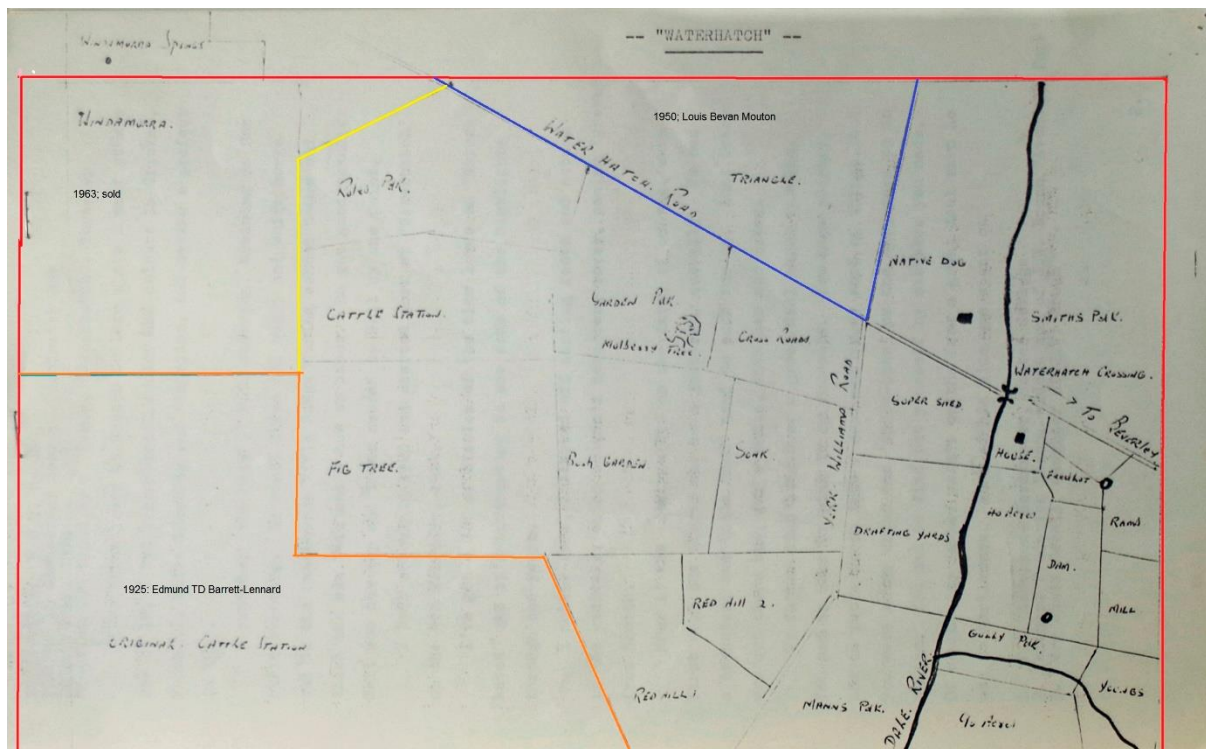 WINDAMURRA SPRINGS
-- "WATERHATCH" --
WINDAMURRA.
1950; Louis Bevan Mouton
1963; sold
WATER HATCH ROAD
TRIANGLE.
CATTLE STATION.
GARDEN PDK.
MULBERRY TREE.
CROSS ROADS
NATIVE DOG
SMITHS PDK.
WATERHATCH CROSSING.
→ TO BEVERLEY
SUPER SHED
YORK WILLIAMS ROAD
HOUSE.
FIG TREE.
RUSH GARDEN
SOAK
40 ACRES
RAMS
DRAFTING YARDS
DAM.
MILL
1925: Edmund TD Barrett-Lennard
ORIGINAL CATTLE STATION
RED HILL 2.
RED HILL 1
GULLY PDK.
YOUNGS
MANNS PDK.
DALE RIVER.